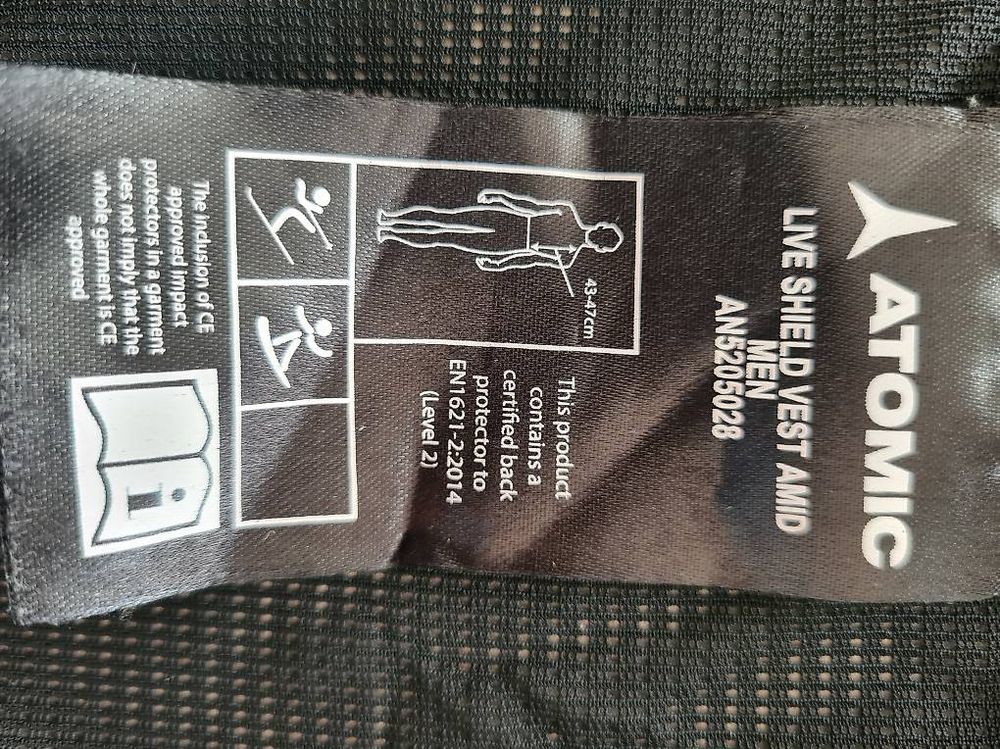 ATOMIC
LIVE SHIELD VEST AMID
MEN
AN5205028
43-47cm
This product
contains a
certified back
protector to
EN1621-2:2014
(Level 2)
The inclusion of CE
approved impact
protectors in a garment
does not imply that the
whole garment is CE
approved
i